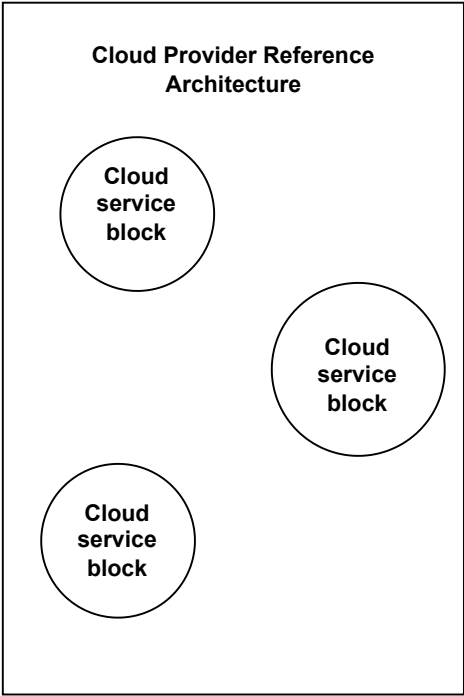 Cloud Provider Reference
Architecture
Cloud
service
block
Cloud
service
block
Cloud
service
block